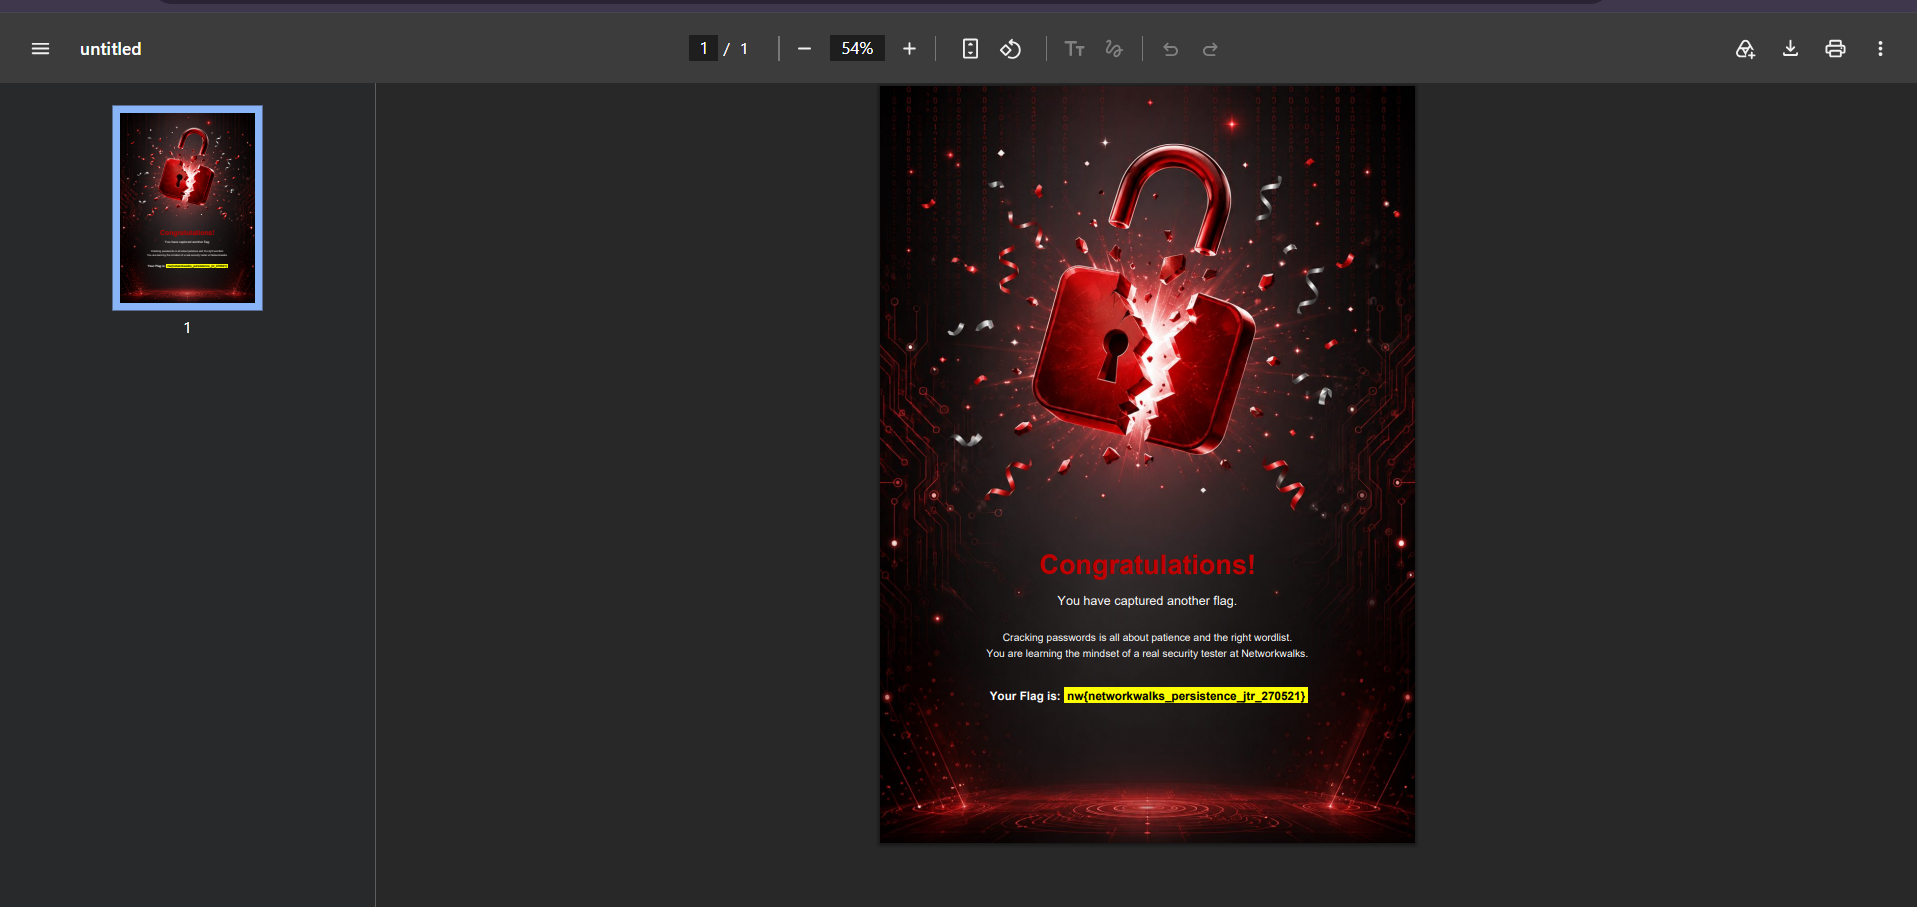 untitled
1 / 1
54%
1
Congratulations!
You have captured another flag.
Cracking passwords is all about patience and the right wordlist.
You are learning the mindset of a real security tester at Networkwalks.
Your Flag is: nw{networkwalks_persistence_jtr_270521}